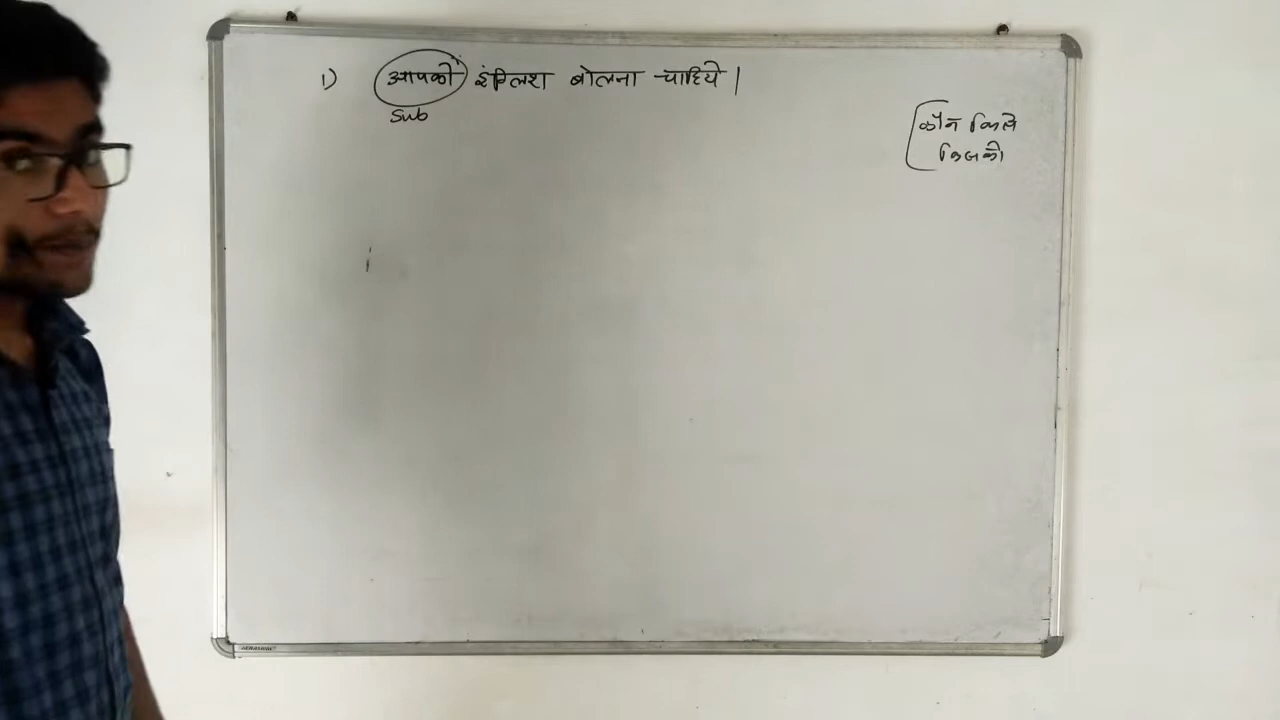 1) आपको इंग्लिश बोलना चाहिये |
Sub
कौन किसे
किसको